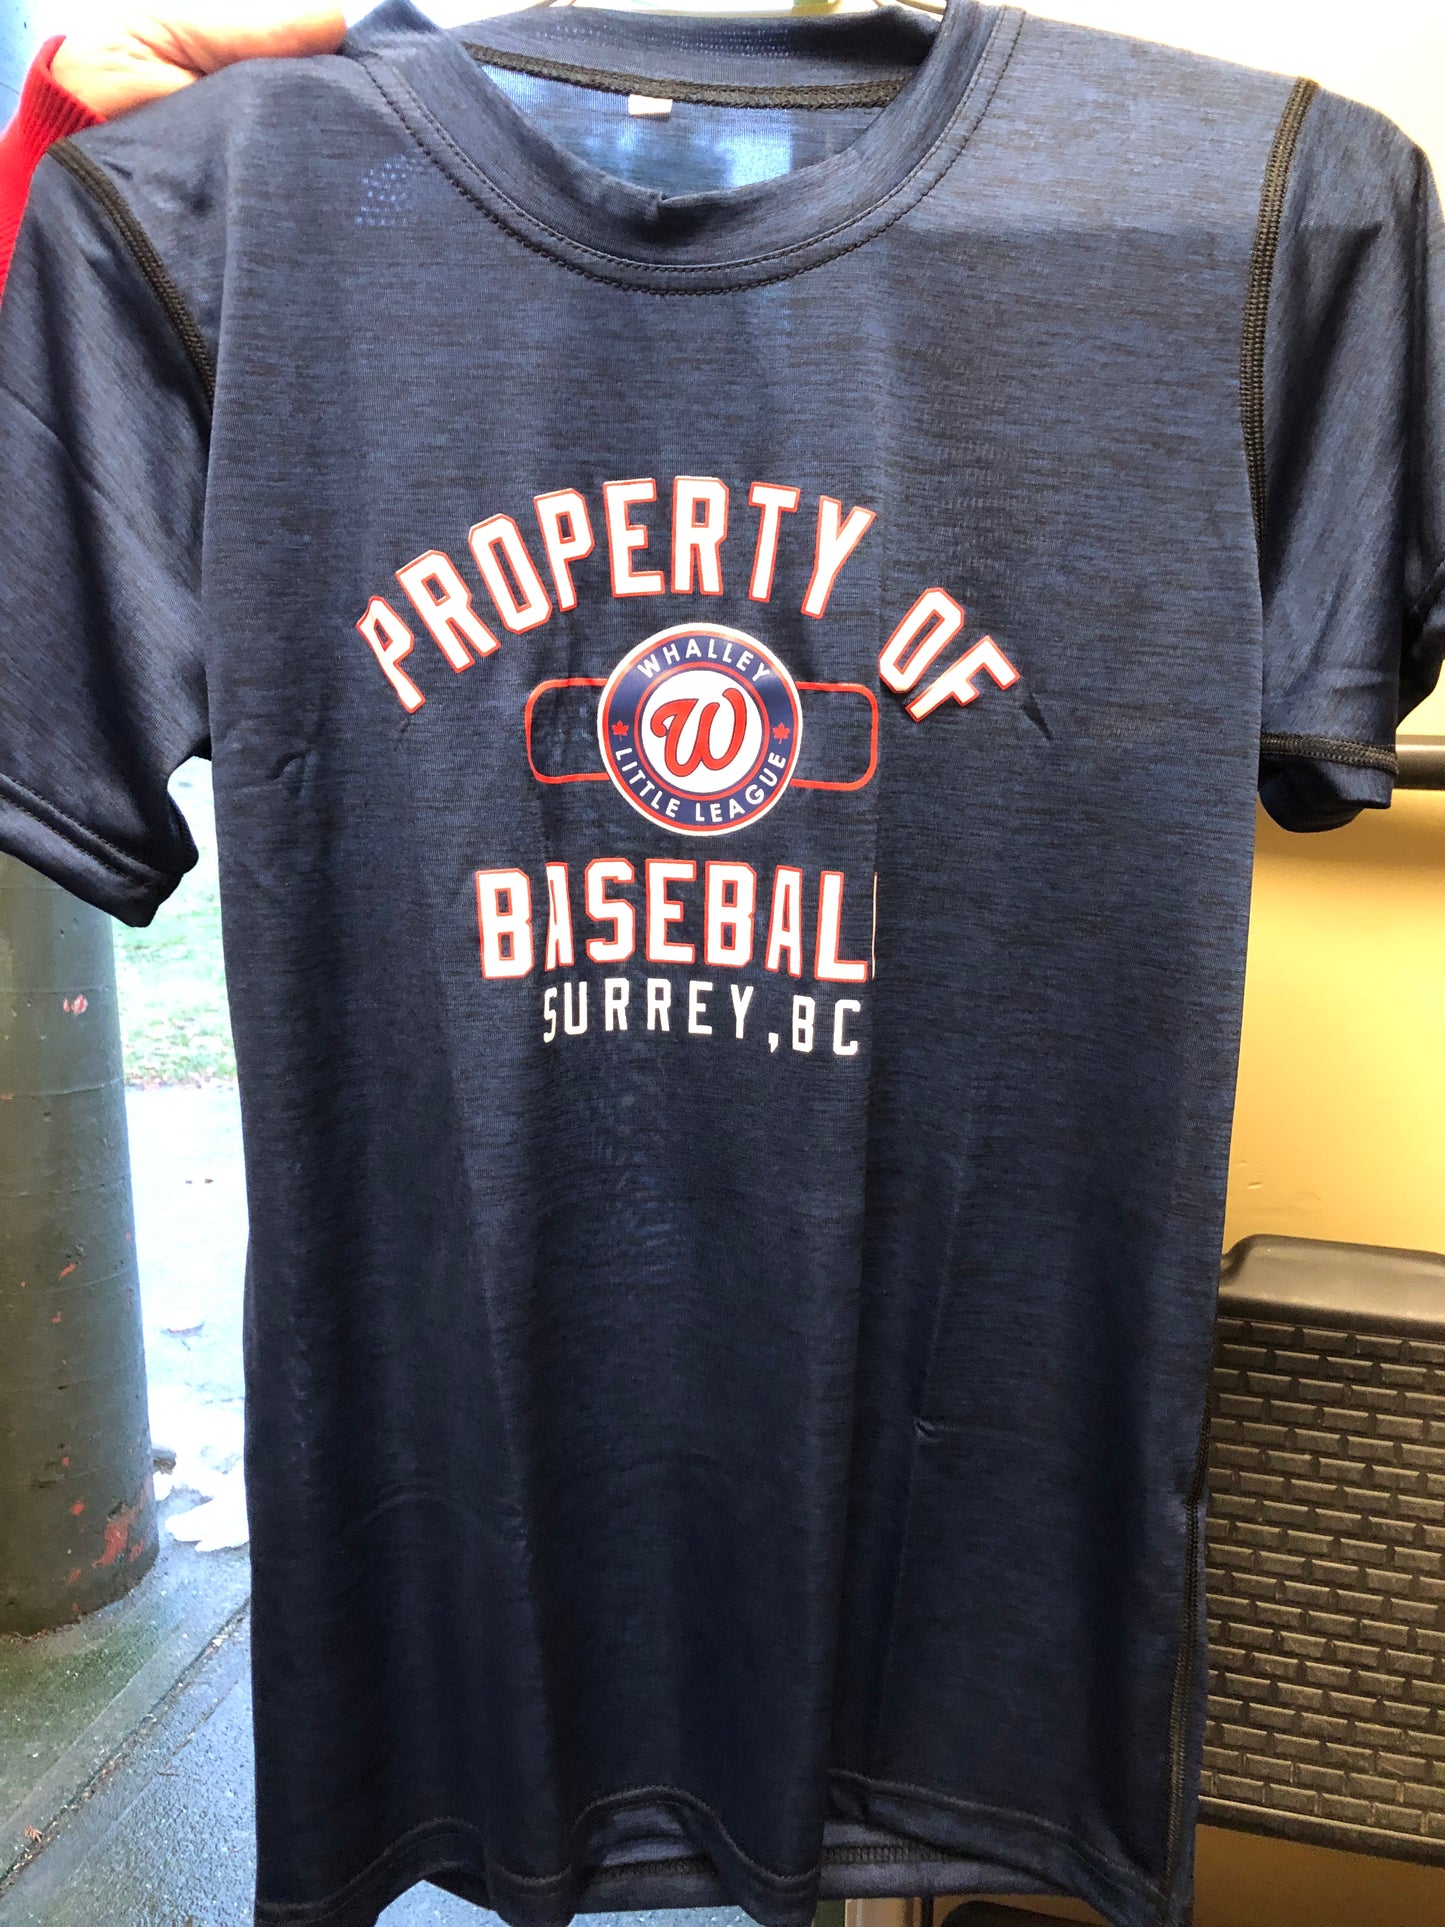 PROPERTY OF
WHALLEY
W
LITTLE LEAGUE
BASEBALL
SURREY, BC